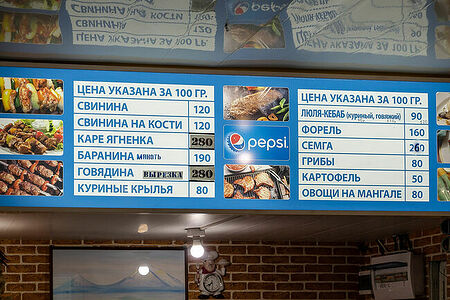 ЦЕНА УКАЗАНА ЗА 100 ГР.
СВИНИНА 120
СВИНИНА НА КОСТИ 120
КАРЕ ЯГНЕНКА 280
БАРАНИНА МЯКОТЬ 190
ГОВЯДИНА ВЫРЕЗКА 280
КУРИНЫЕ КРЫЛЬЯ 80
pepsi
ЦЕНА УКАЗАНА ЗА 100 ГР.
ЛЮЛЯ-КЕБАБ (куриный, говяжий) 90
ФОРЕЛЬ 160
СЕМГА 260
ГРИБЫ 80
КАРТОФЕЛЬ 50
ОВОЩИ НА МАНГАЛЕ 80